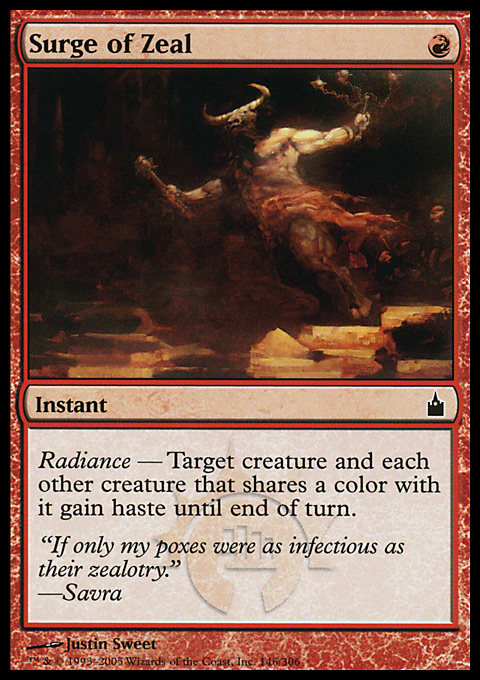 Surge of Zeal
Instant
Radiance — Target creature and each
other creature that shares a color with
it gain haste until end of turn.
“If only my poxes were as infectious as
their zealotry.”
—Savra
Justin Sweet
™ & © 1993-2005 Wizards of the Coast, Inc. 146/306